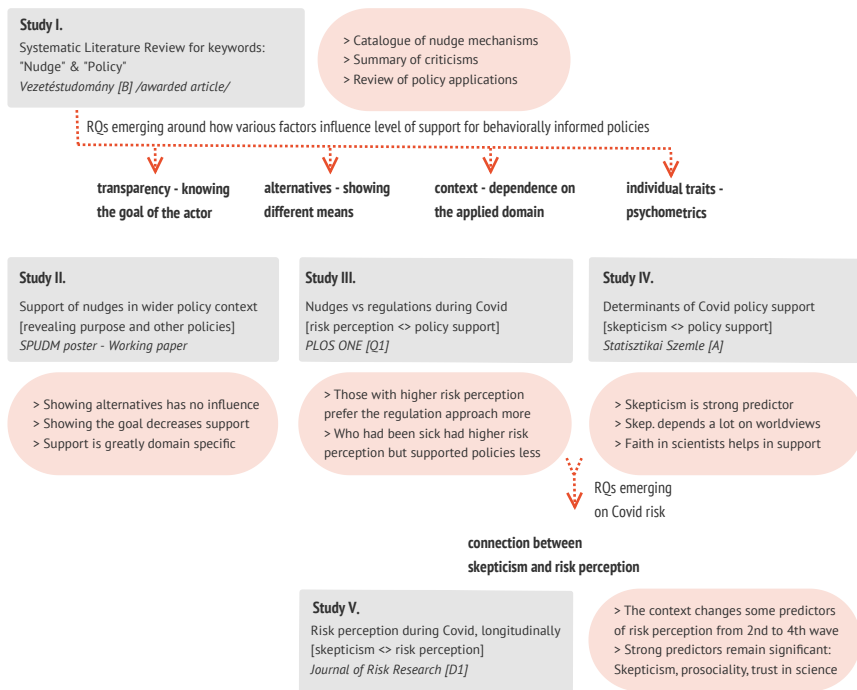 Study I.
Systematic Literature Review for keywords:
"Nudge" & "Policy"
Vezetéstudomány [B] /awarded article/
> Catalogue of nudge mechanisms
> Summary of criticisms
> Review of policy applications
RQs emerging around how various factors influence level of support for behaviorally informed policies
transparency - knowing
the goal of the actor
alternatives - showing
different means
context - dependence on
the applied domain
individual traits -
psychometrics
Study II.
Support of nudges in wider policy context
[revealing purpose and other policies]
SPUDM poster - Working paper
Study III.
Nudges vs regulations during Covid
[risk perception <> policy support]
PLOS ONE [Q1]
Study IV.
Determinants of Covid policy support
[skepticism <> policy support]
Statisztikai Szemle [A]
> Showing alternatives has no influence
> Showing the goal decreases support
> Support is greatly domain specific
> Those with higher risk perception
prefer the regulation approach more
> Who had been sick had higher risk
perception but supported policies less
> Skepticism is strong predictor
> Skep. depends a lot on worldviews
> Faith in scientists helps in support
RQs emerging
on Covid risk
connection between
skepticism and risk perception
Study V.
Risk perception during Covid, longitudinally
[skepticism <> risk perception]
Journal of Risk Research [D1]
> The context changes some predictors
of risk perception from 2nd to 4th wave
> Strong predictors remain significant:
Skepticism, prosociality, trust in science